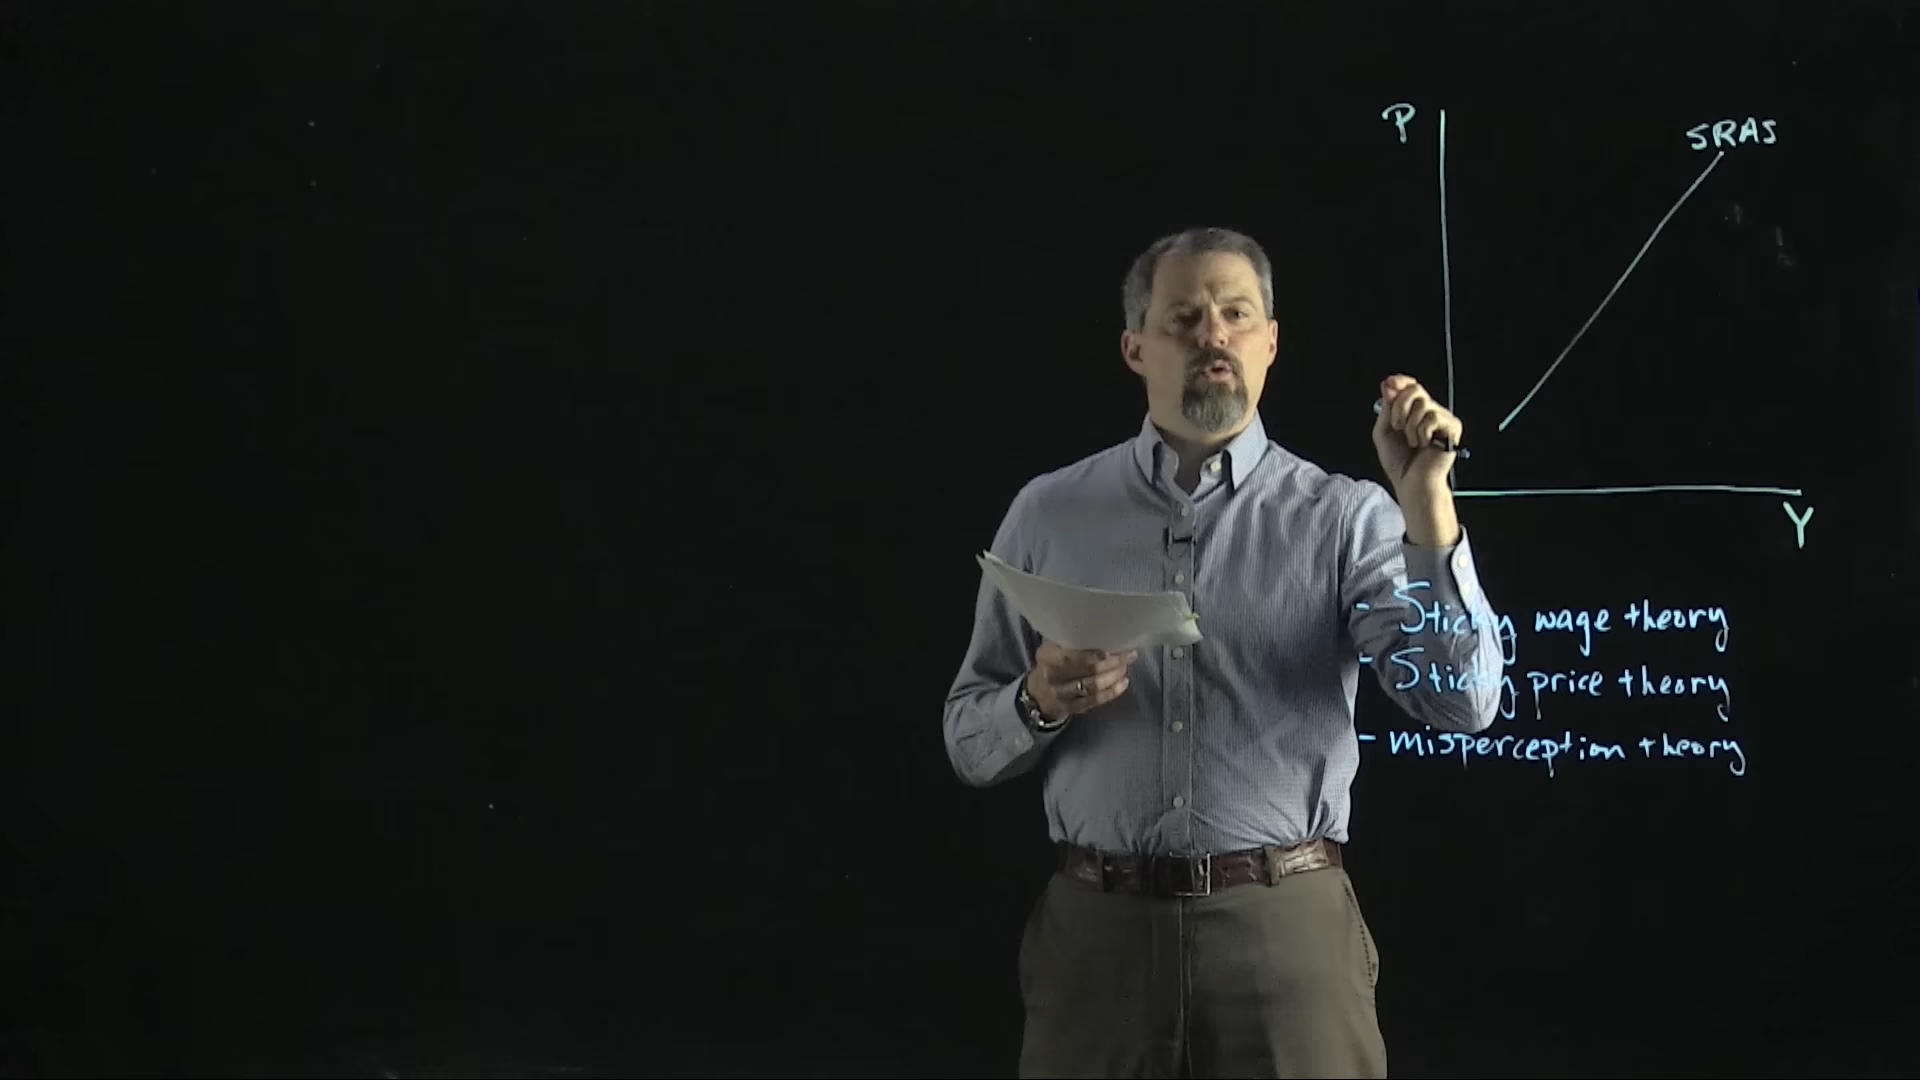 P
SRAS
Y
- Sticky wage theory
- Sticky price theory
- misperception theory